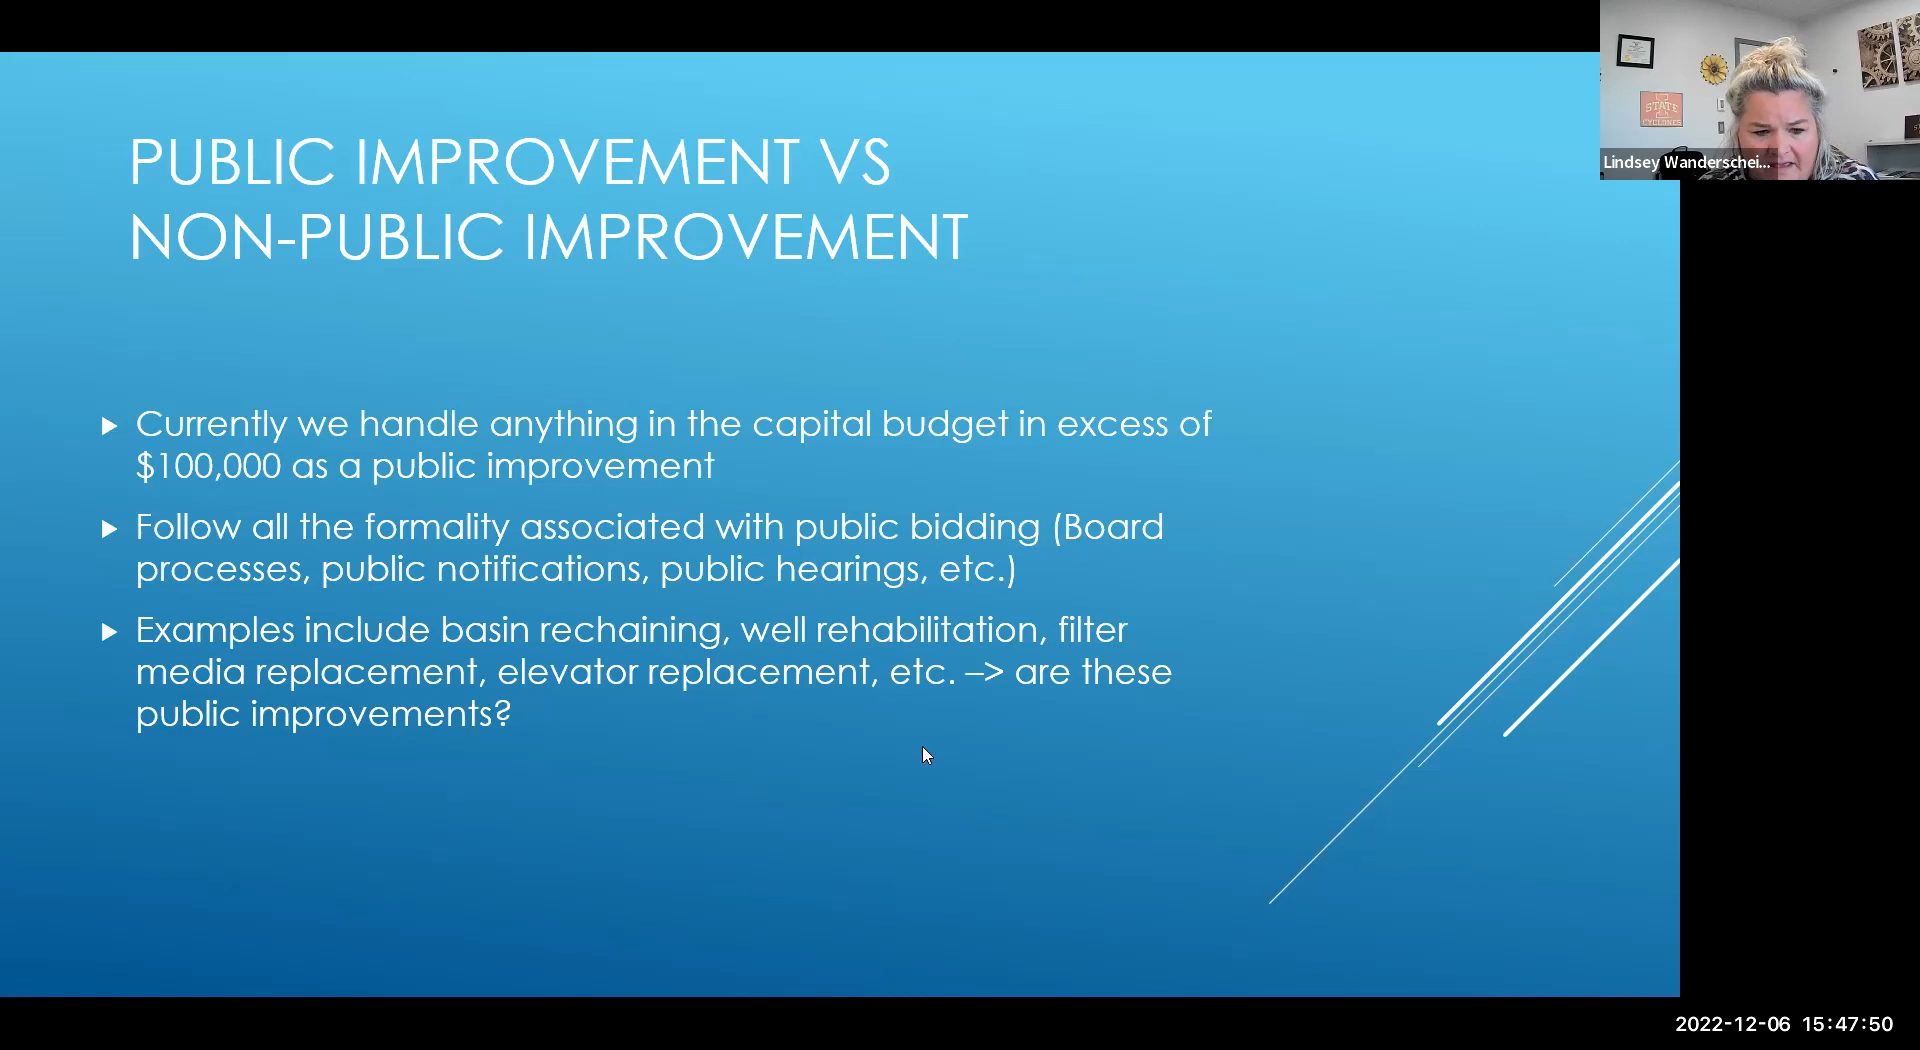 PUBLIC IMPROVEMENT VS
NON-PUBLIC IMPROVEMENT
Currently we handle anything in the capital budget in excess of
$100,000 as a public improvement
Follow all the formality associated with public bidding (Board
processes, public notifications, public hearings, etc.)
Examples include basin rechaining, well rehabilitation, filter
media replacement, elevator replacement, etc. –> are these
public improvements?
STATE
CYCLONES
Lindsey Wanderschei...
2022-12-06 15:47:50